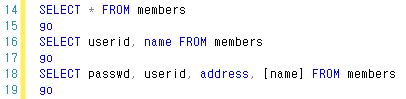 14 SELECT * FROM members
15 go
16 SELECT userid, name FROM members
17 go
18 SELECT passwd, userid, address, [name] FROM members
19 go